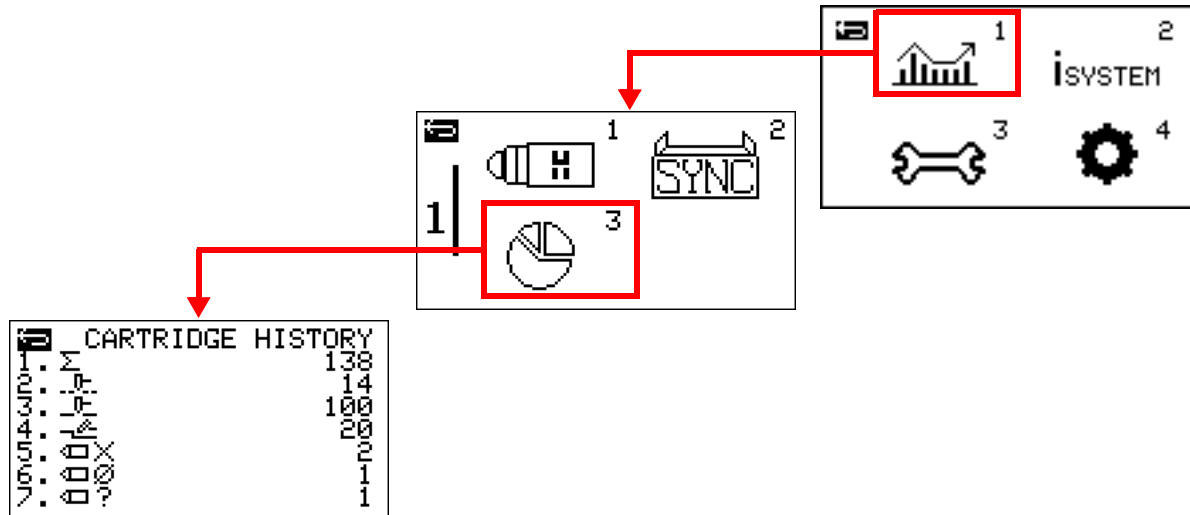 1 2
iSYSTEM
3 4
1 2
SYNC
1
3
CARTRIDGE HISTORY
1. Σ 138
2. 14
3. 100
4. 20
5. X 2
6. Ø 1
7. ? 1